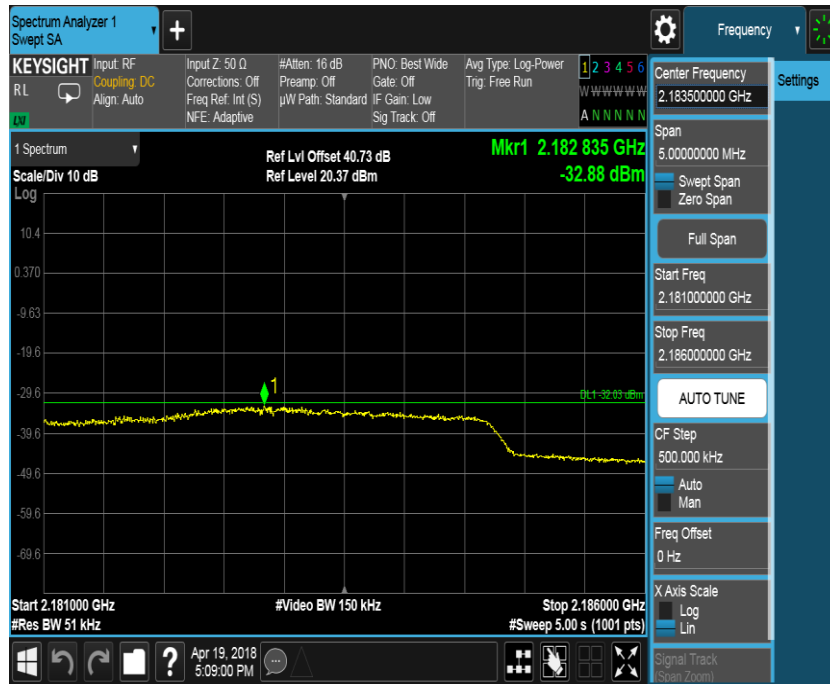 Spectrum Analyzer 1
Swept SA
+
Frequency
KEYSIGHT
RL
LXI
Input: RF
Coupling: DC
Align: Auto
Input Z: 50 Ω
Corrections: Off
Freq Ref: Int (S)
NFE: Adaptive
#Atten: 16 dB
Preamp: Off
µW Path: Standard
PNO: Best Wide
Gate: Off
IF Gain: Low
Sig Track: Off
Avg Type: Log-Power
Trig: Free Run
1 2 3 4 5 6
W W W W W W
A N N N N N
1 Spectrum
Scale/Div 10 dB
Ref Lvl Offset 40.73 dB
Ref Level 20.37 dBm
Mkr1 2.182 835 GHz
-32.88 dBm
Log
10.4
0.370
-9.63
-19.6
-29.6
-39.6
-49.6
-59.6
-69.6
1
DL1 -32.03 dBm
Start 2.181000 GHz
#Res BW 51 kHz
#Video BW 150 kHz
Stop 2.186000 GHz
#Sweep 5.00 s (1001 pts)
Center Frequency
2.183500000 GHz
Settings
Span
5.00000000 MHz
Swept Span
Zero Span
Full Span
Start Freq
2.181000000 GHz
Stop Freq
2.186000000 GHz
AUTO TUNE
CF Step
500.000 kHz
Auto
Man
Freq Offset
0 Hz
X Axis Scale
Log
Lin
Signal Track
(Span Zoom)
?
Apr 19, 2018
5:09:00 PM